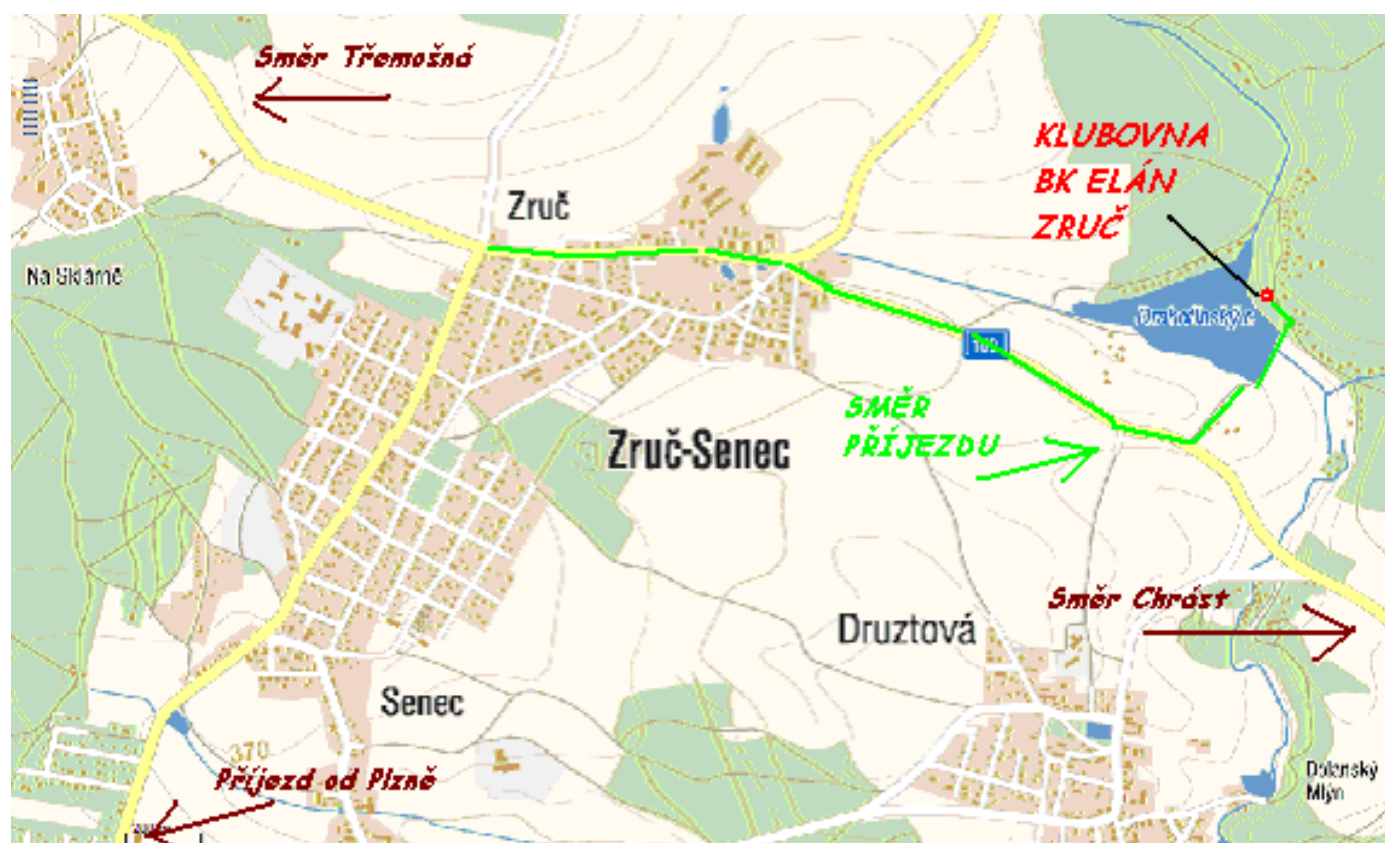 Směr Třemošná
KLUBOVNA
BK ELÁN
ZRUČ
Zruč
Na Sklárně
SMĚR
PŘÍJEZDU
Zruč-Senec
Směr Chrást
Druztová
Senec
370
Příjezd od Plzně
Dolanský
Mlýn